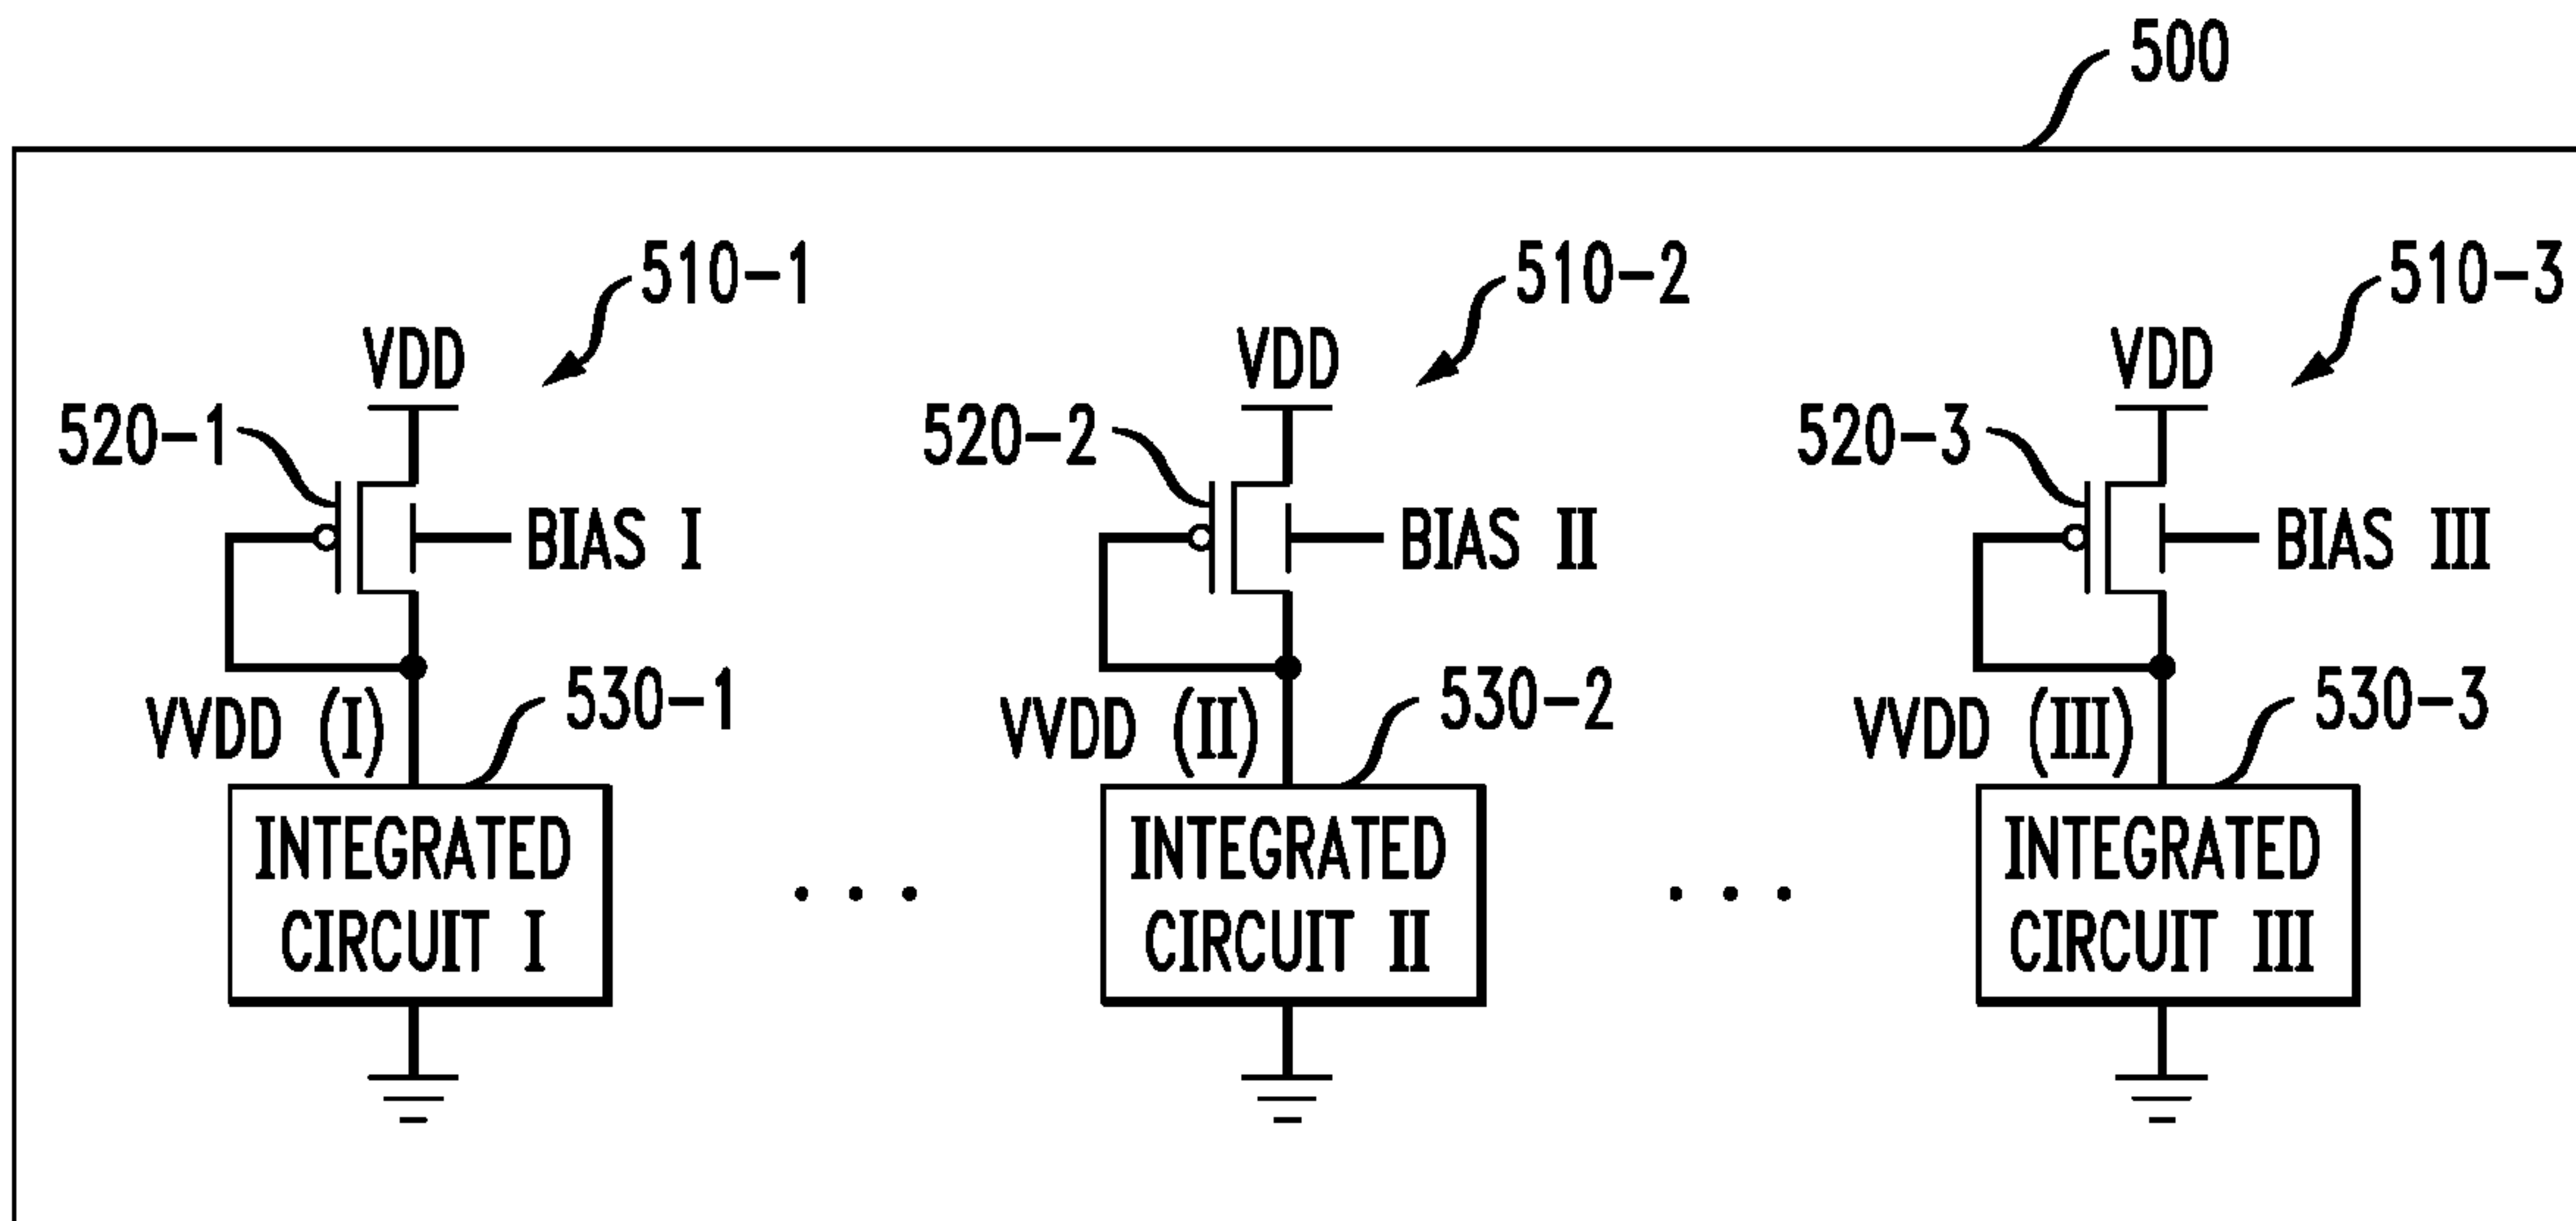 500
510-1
510-2
510-3
VDD
VDD
VDD
520-1
520-2
520-3
BIAS I
BIAS II
BIAS III
530-1
530-2
530-3
VVDD (I)
VVDD (II)
VVDD (III)
INTEGRATED
CIRCUIT I
INTEGRATED
CIRCUIT II
INTEGRATED
CIRCUIT III